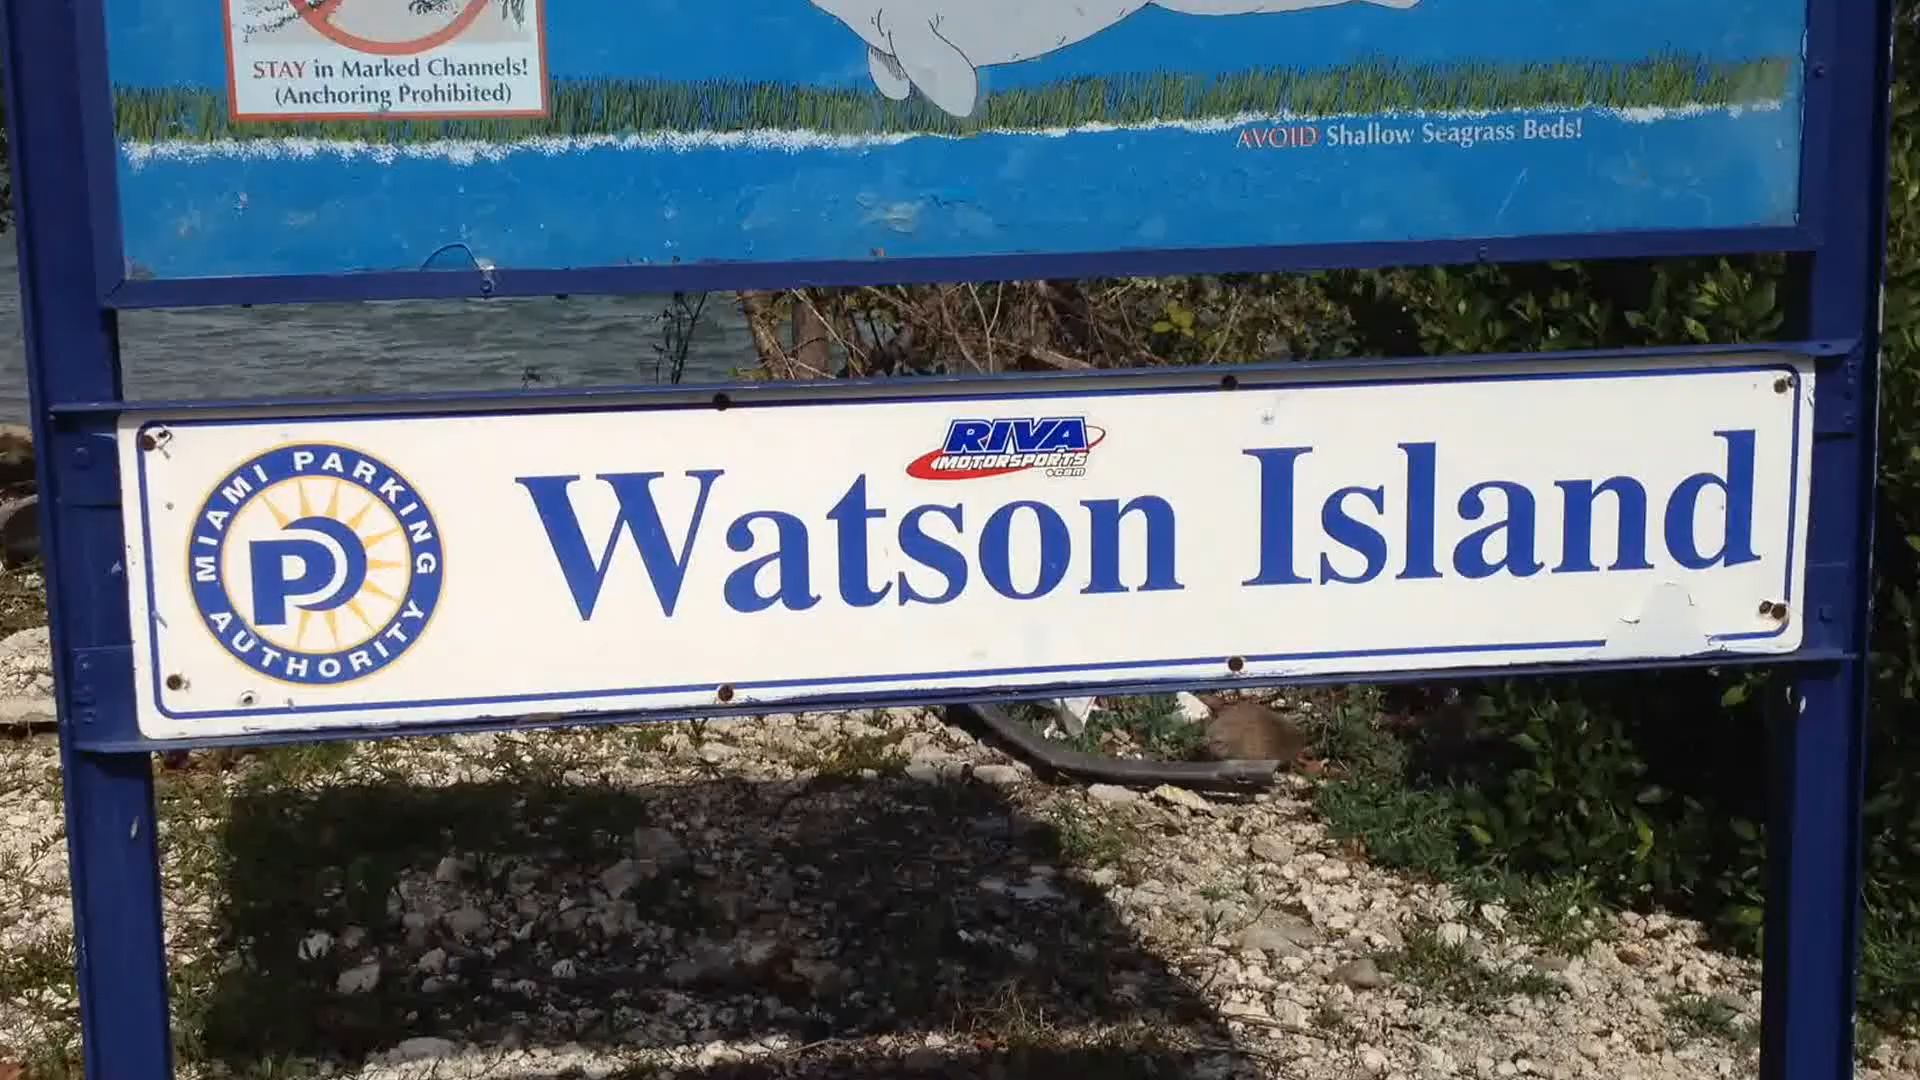 STAY in Marked Channels!
(Anchoring Prohibited)
AVOID Shallow Seagrass Beds!
MIAMI PARKING
P
AUTHORITY
RIVA
MOTORSPORTS
.com
Watson Island